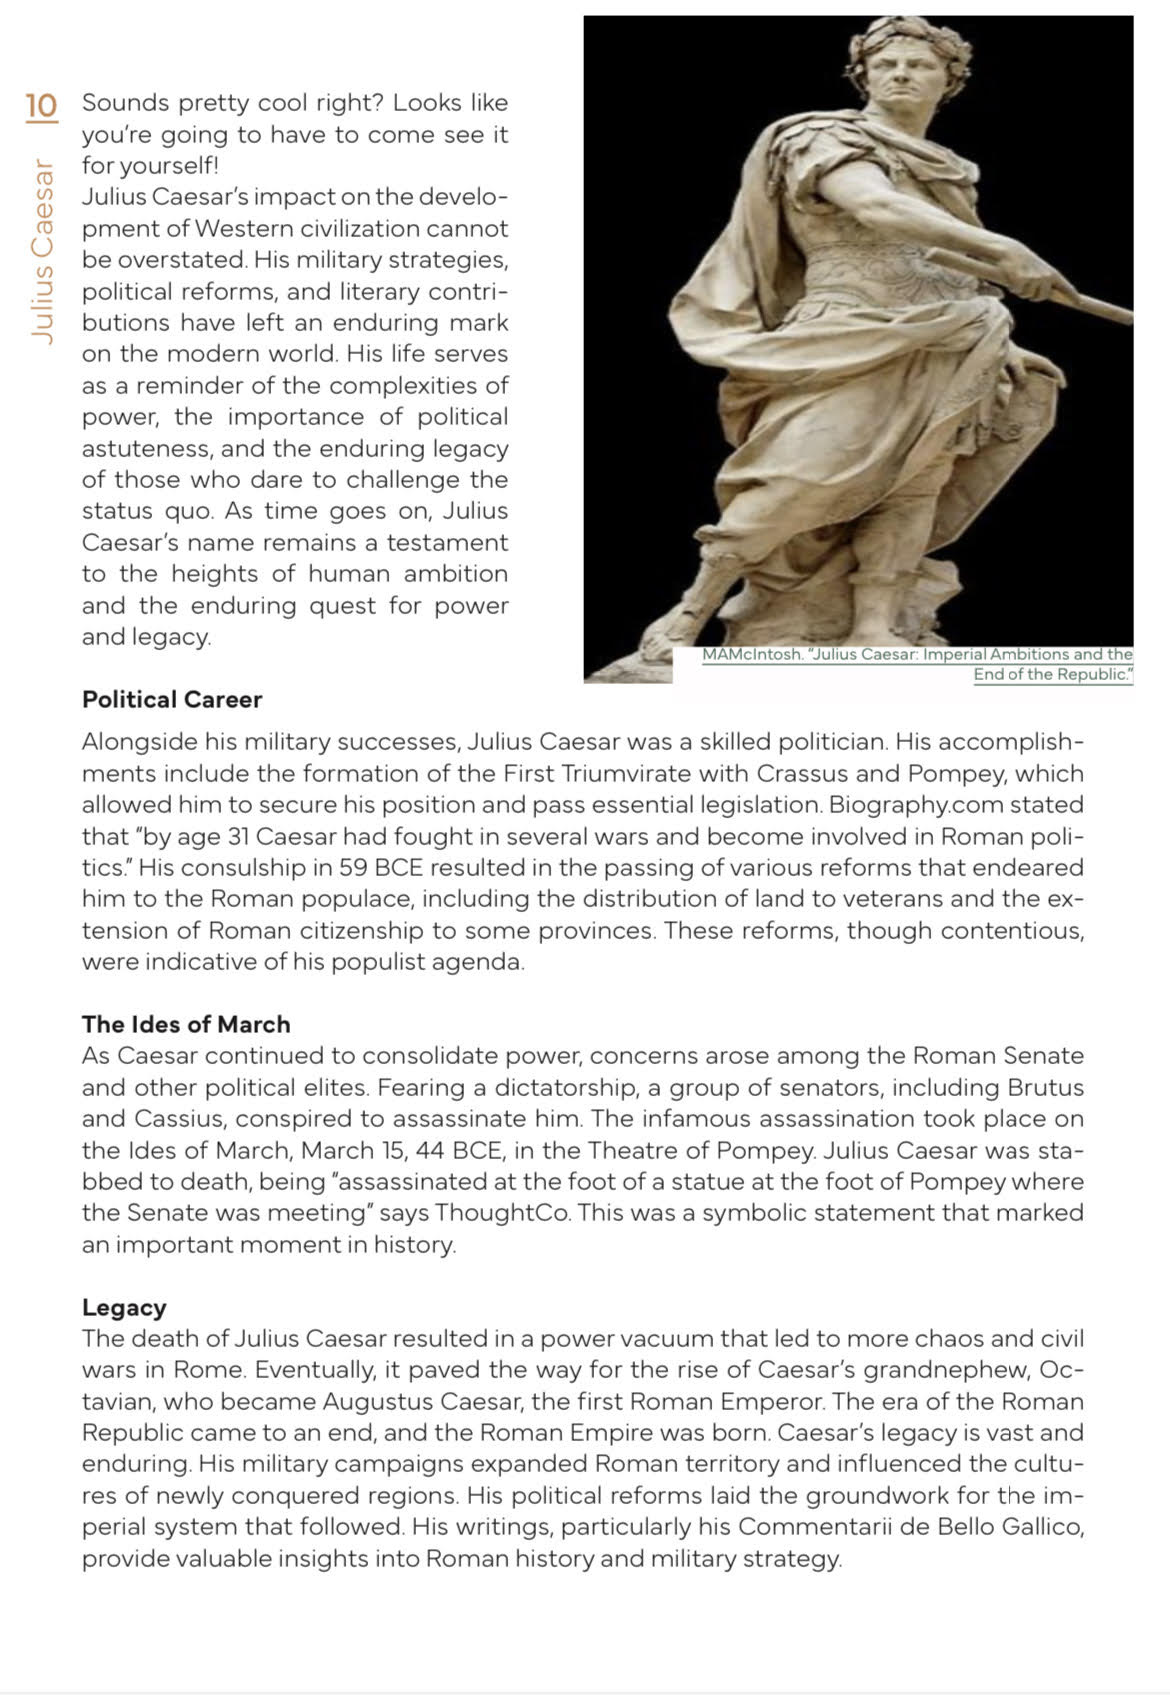 10
Julius Caesar
Sounds pretty cool right? Looks like
you're going to have to come see it
for yourself!
Julius Caesar's impact on the develo-
pment of Western civilization cannot
be overstated. His military strategies,
political reforms, and literary contri-
butions have left an enduring mark
on the modern world. His life serves
as a reminder of the complexities of
power, the importance of political
astuteness, and the enduring legacy
of those who dare to challenge the
status quo. As time goes on, Julius
Caesar's name remains a testament
to the heights of human ambition
and the enduring quest for power
and legacy.
MAMcIntosh. "Julius Caesar: Imperial Ambitions and the
End of the Republic."
Political Career
Alongside his military successes, Julius Caesar was a skilled politician. His accomplish-
ments include the formation of the First Triumvirate with Crassus and Pompey, which
allowed him to secure his position and pass essential legislation. Biography.com stated
that "by age 31 Caesar had fought in several wars and become involved in Roman poli-
tics." His consulship in 59 BCE resulted in the passing of various reforms that endeared
him to the Roman populace, including the distribution of land to veterans and the ex-
tension of Roman citizenship to some provinces. These reforms, though contentious,
were indicative of his populist agenda.
The Ides of March
As Caesar continued to consolidate power, concerns arose among the Roman Senate
and other political elites. Fearing a dictatorship, a group of senators, including Brutus
and Cassius, conspired to assassinate him. The infamous assassination took place on
the Ides of March, March 15, 44 BCE, in the Theatre of Pompey. Julius Caesar was sta-
bbed to death, being "assassinated at the foot of a statue at the foot of Pompey where
the Senate was meeting" says ThoughtCo. This was a symbolic statement that marked
an important moment in history.
Legacy
The death of Julius Caesar resulted in a power vacuum that led to more chaos and civil
wars in Rome. Eventually, it paved the way for the rise of Caesar's grandnephew, Oc-
tavian, who became Augustus Caesar, the first Roman Emperor. The era of the Roman
Republic came to an end, and the Roman Empire was born. Caesar's legacy is vast and
enduring. His military campaigns expanded Roman territory and influenced the cultu-
res of newly conquered regions. His political reforms laid the groundwork for the im-
perial system that followed. His writings, particularly his Commentarii de Bello Gallico,
provide valuable insights into Roman history and military strategy.